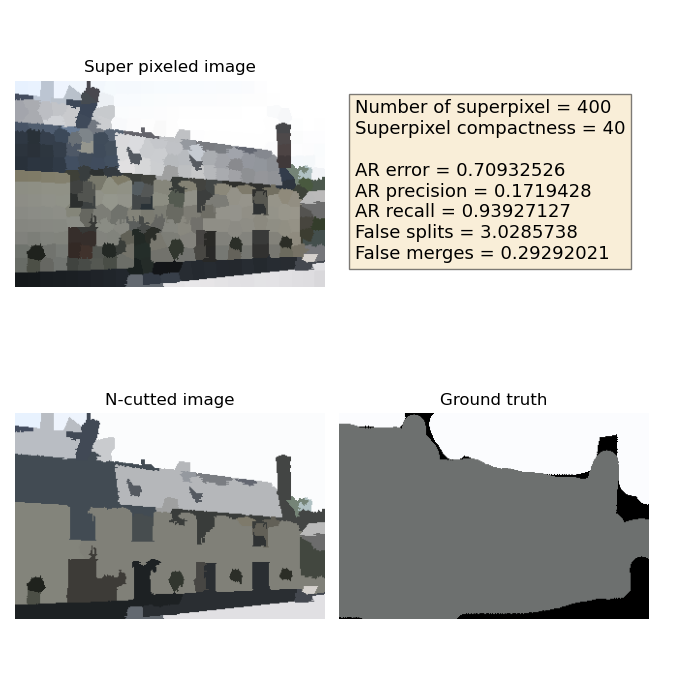 Super pixeled image
Number of superpixel = 400
Superpixel compactness = 40
AR error = 0.70932526
AR precision = 0.1719428
AR recall = 0.93927127
False splits = 3.0285738
False merges = 0.29292021
N-cutted image
Ground truth